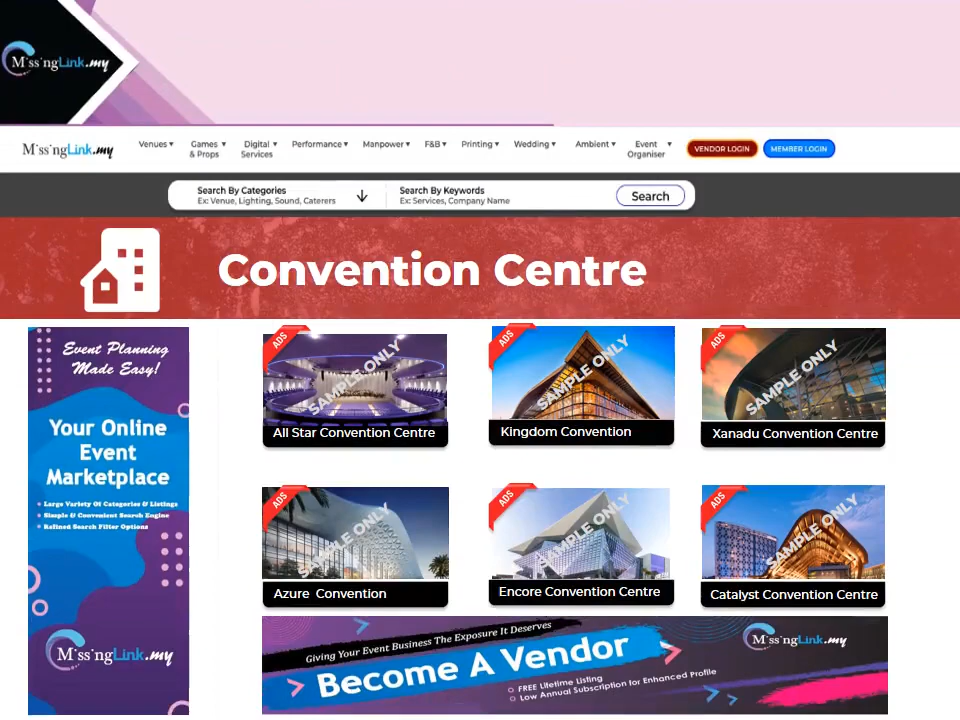 M*ss*ngLink.my
M*ss*ngLink.my
Venues ▾ Games & Props ▾ Digital Services ▾ Performance ▾ Manpower ▾ F&B ▾ Printing ▾ Wedding ▾ Ambient ▾ Event Organiser ▾ VENDOR LOGIN MEMBER LOGIN
Search By Categories
Ex: Venue, Lighting, Sound, Caterers
Search By Keywords
Ex: Services, Company Name
Search
Convention Centre
Event Planning
Made Easy!
Your Online
Event
Marketplace
Large Variety Of Categories & Listings
Simple & Convenient Search Engine
Refined Search Filter Options
M*ss*ngLink.my
ADS
SAMPLE ONLY
All Star Convention Centre
ADS
SAMPLE ONLY
Kingdom Convention
ADS
SAMPLE ONLY
Xanadu Convention Centre
ADS
SAMPLE ONLY
Azure Convention
ADS
SAMPLE ONLY
Encore Convention Centre
ADS
SAMPLE ONLY
Catalyst Convention Centre
Giving Your Event Business The Exposure It Deserves
Become A Vendor
FREE Lifetime Listing
Low Annual Subscription for Enhanced Profile
M*ss*ngLink.my